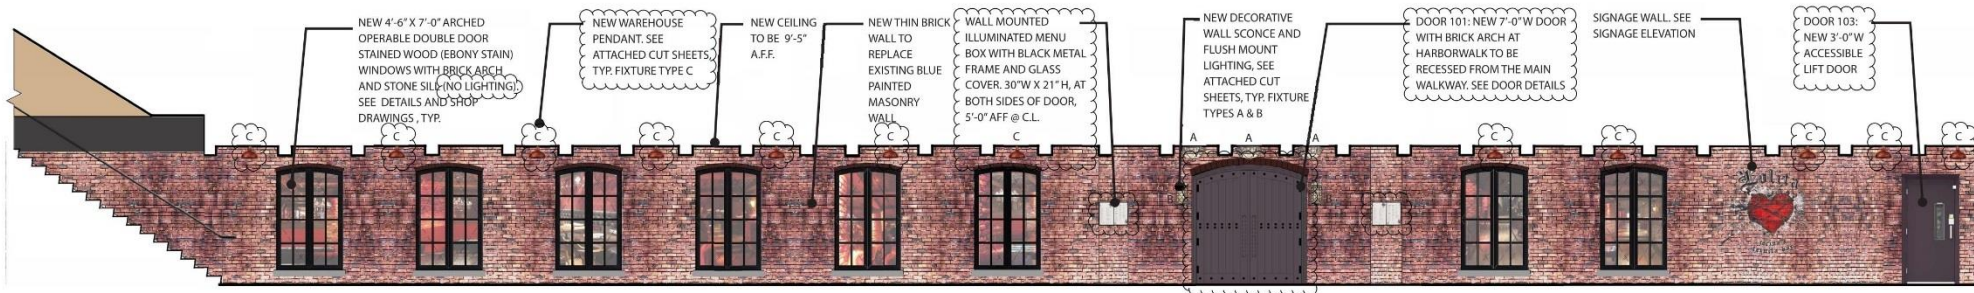 NEW 4'-6" X 7'-0" ARCHED
OPERABLE DOUBLE DOOR
STAINED WOOD (EBONY STAIN)
WINDOWS WITH BRICK ARCH
AND STONE SILL (NO LIGHTING).
SEE DETAILS AND SHOP
DRAWINGS , TYP.
NEW WAREHOUSE
PENDANT. SEE
ATTACHED CUT SHEETS,
TYP. FIXTURE TYPE C
NEW CEILING
TO BE 9'-5"
A.F.F.
NEW THIN BRICK
WALL TO
REPLACE
EXISTING BLUE
PAINTED
MASONRY
WALL
WALL MOUNTED
ILLUMINATED MENU
BOX WITH BLACK METAL
FRAME AND GLASS
COVER. 30"W X 21" H, AT
BOTH SIDES OF DOOR,
5'-0" AFF @ C.L.
NEW DECORATIVE
WALL SCONCE AND
FLUSH MOUNT
LIGHTING, SEE
ATTACHED CUT
SHEETS, TYP. FIXTURE
TYPES A & B
DOOR 101: NEW 7'-0"W DOOR
WITH BRICK ARCH AT
HARBORWALK TO BE
RECESSED FROM THE MAIN
WALKWAY. SEE DOOR DETAILS
SIGNAGE WALL. SEE
SIGNAGE ELEVATION
DOOR 103:
NEW 3'-0"W
ACCESSIBLE
LIFT DOOR
C
C
C
C
C
C
C
A
A
A
C
C
C
C
C
B
Lolita